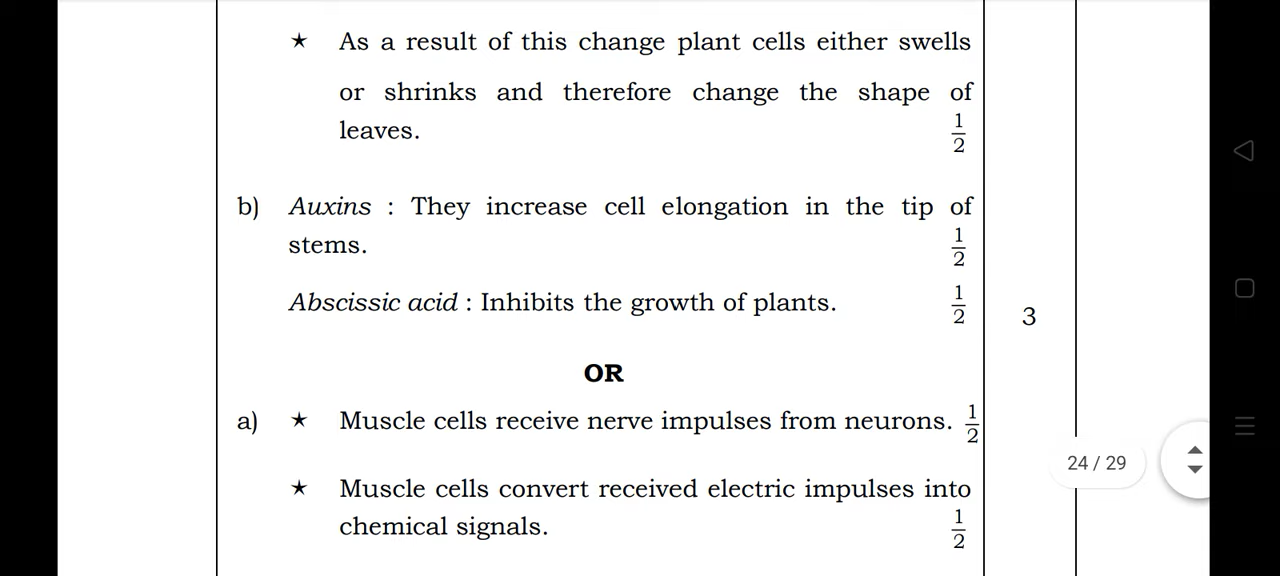 ★ As a result of this change plant cells either swells
or shrinks and therefore change the shape of
leaves. 1/2
b) Auxins : They increase cell elongation in the tip of
stems. 1/2
Abscissic acid : Inhibits the growth of plants. 1/2
3
OR
a) ★ Muscle cells receive nerve impulses from neurons. 1/2
24 / 29
★ Muscle cells convert received electric impulses into
chemical signals. 1/2